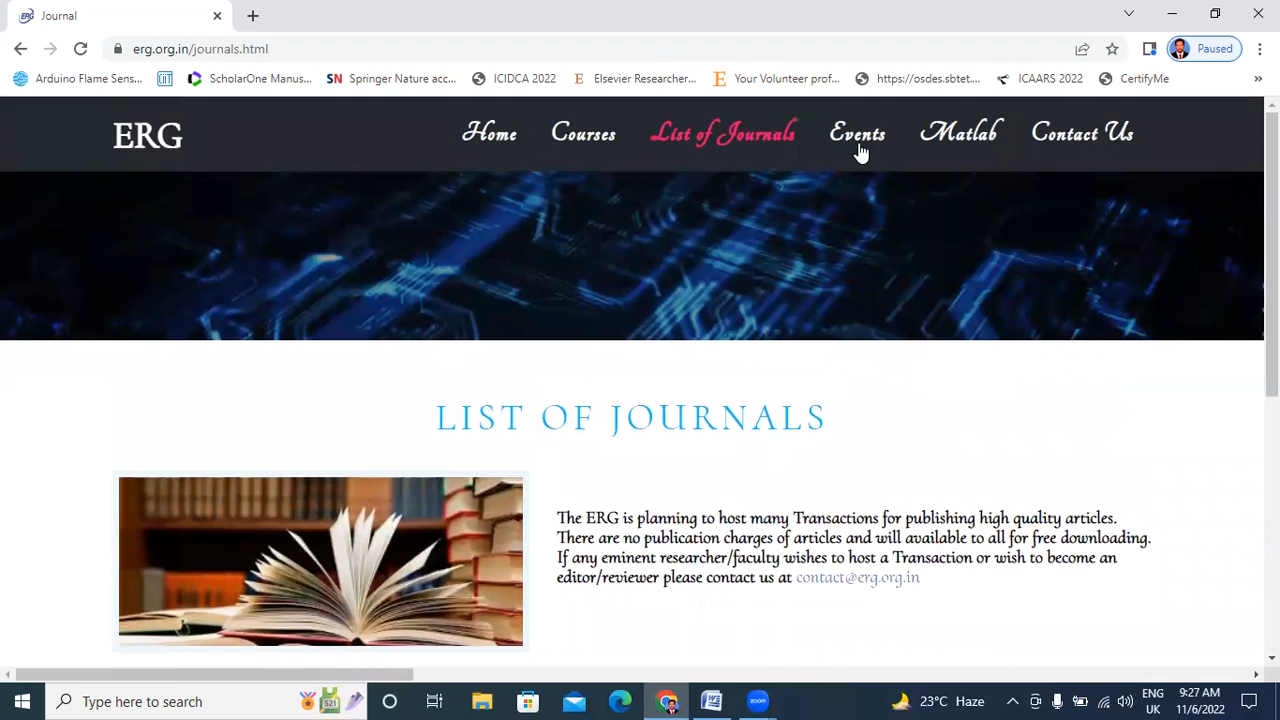 Journal
erg.org.in/journals.html
Paused
Arduino Flame Sens...
ScholarOne Manus...
SN Springer Nature acc...
ICIDCA 2022
E Elsevier Researcher...
E Your Volunteer prof...
https://osdes.sbtet....
ICAARS 2022
CertifyMe
»
ERG
Home Courses List of Journals Events Matlab Contact Us
LIST OF JOURNALS
The ERG is planning to host many Transactions for publishing high quality articles.
There are no publication charges of articles and will available to all for free downloading.
If any eminent researcher/faculty wishes to host a Transaction or wish to become an
editor/reviewer please contact us at contact@erg.org.in
Type here to search
23°C Haze
ENG
UK
9:27 AM
11/6/2022